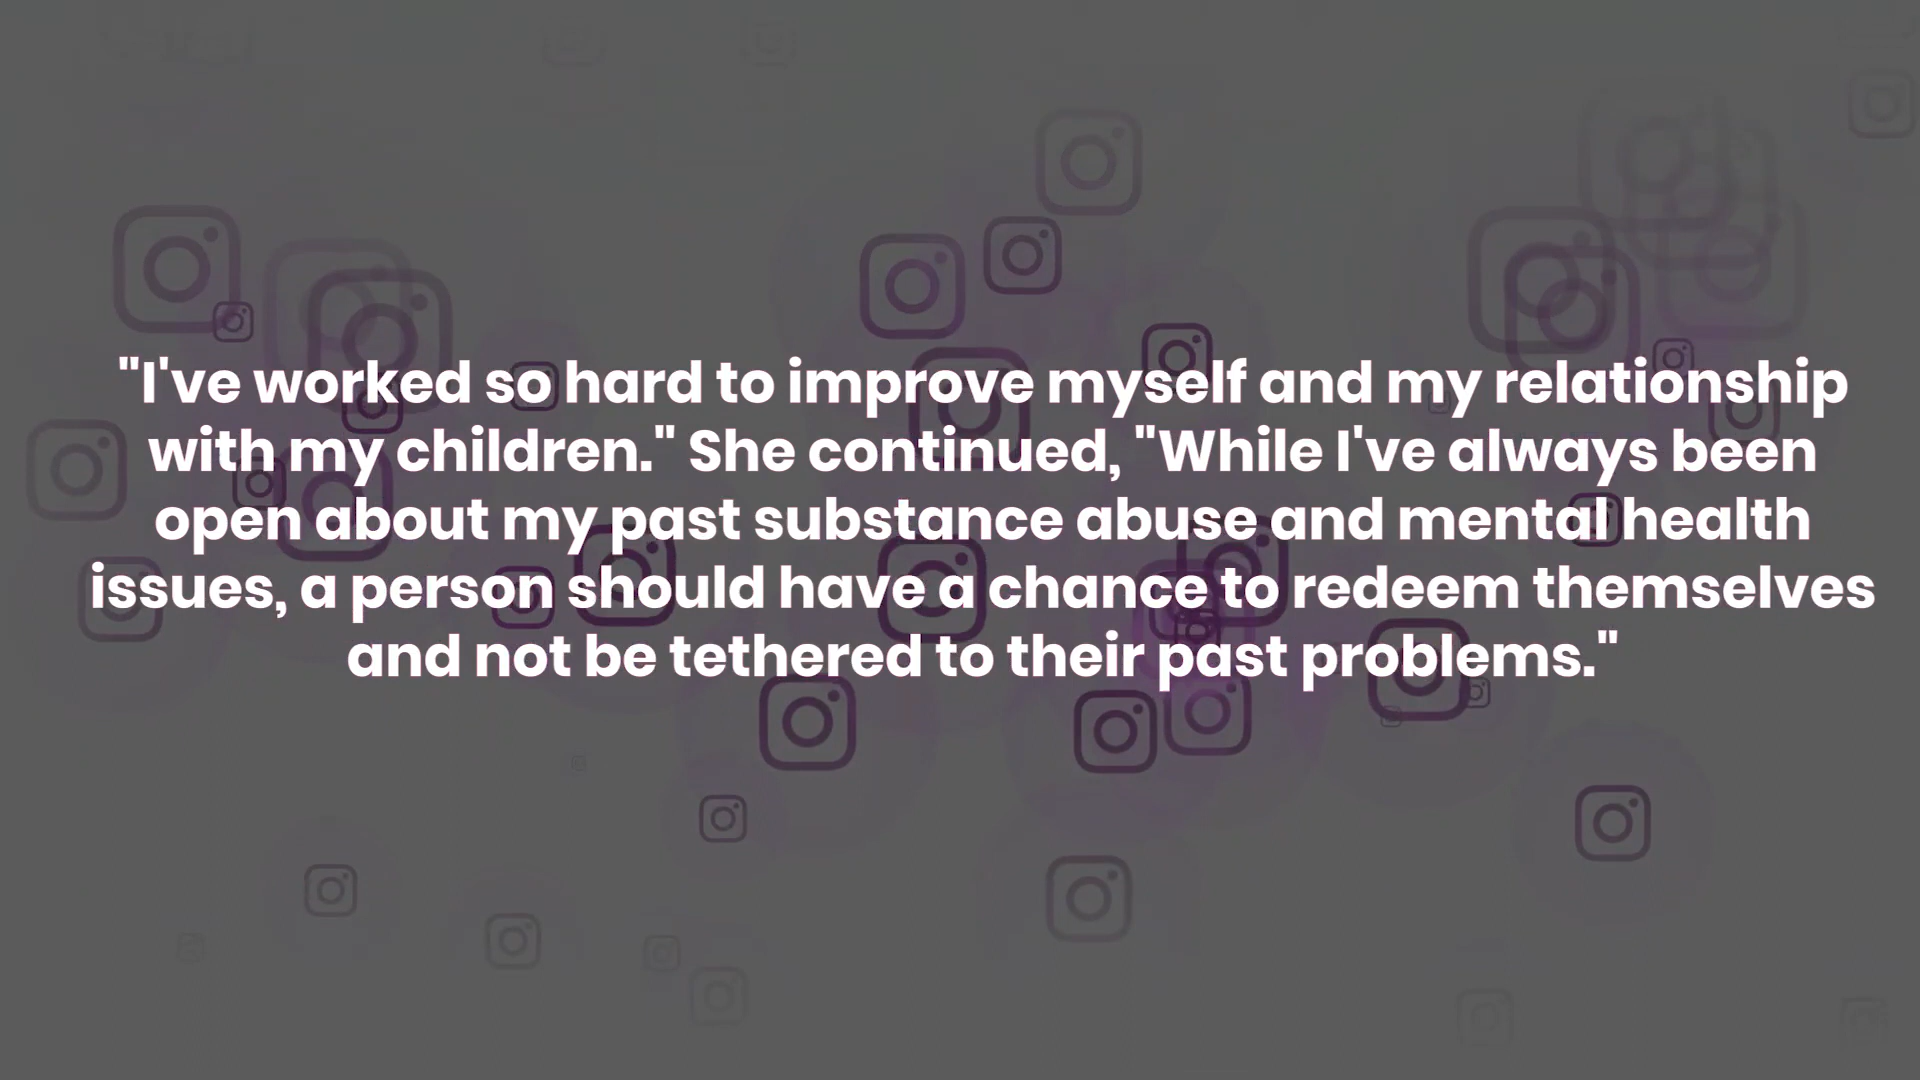 "I've worked so hard to improve myself and my relationship
with my children." She continued, "While I've always been
open about my past substance abuse and mental health
issues, a person should have a chance to redeem themselves
and not be tethered to their past problems."